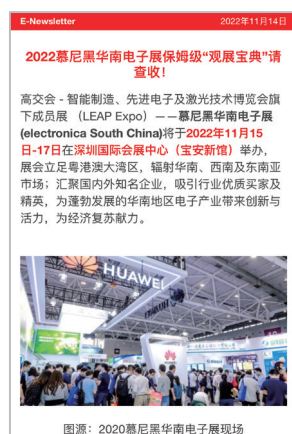 E-Newsletter 2022年11月14日
2022慕尼黑华南电子展保姆级“观展宝典”请
查收！
高交会 - 智能制造、先进电子及激光技术博览会旗
下成员展 （LEAP Expo）——慕尼黑华南电子展
(electronica South China)将于2022年11月15
日-17日在深圳国际会展中心（宝安新馆）举办，
展会立足粤港澳大湾区，辐射华南、西南及东南亚
市场；汇聚国内外知名企业，吸引行业优质买家及
精英，为蓬勃发展的华南地区电子产业带来创新与
活力，为经济复苏献力。
HUAWEI
HUAWEI
图源：2020慕尼黑华南电子展现场